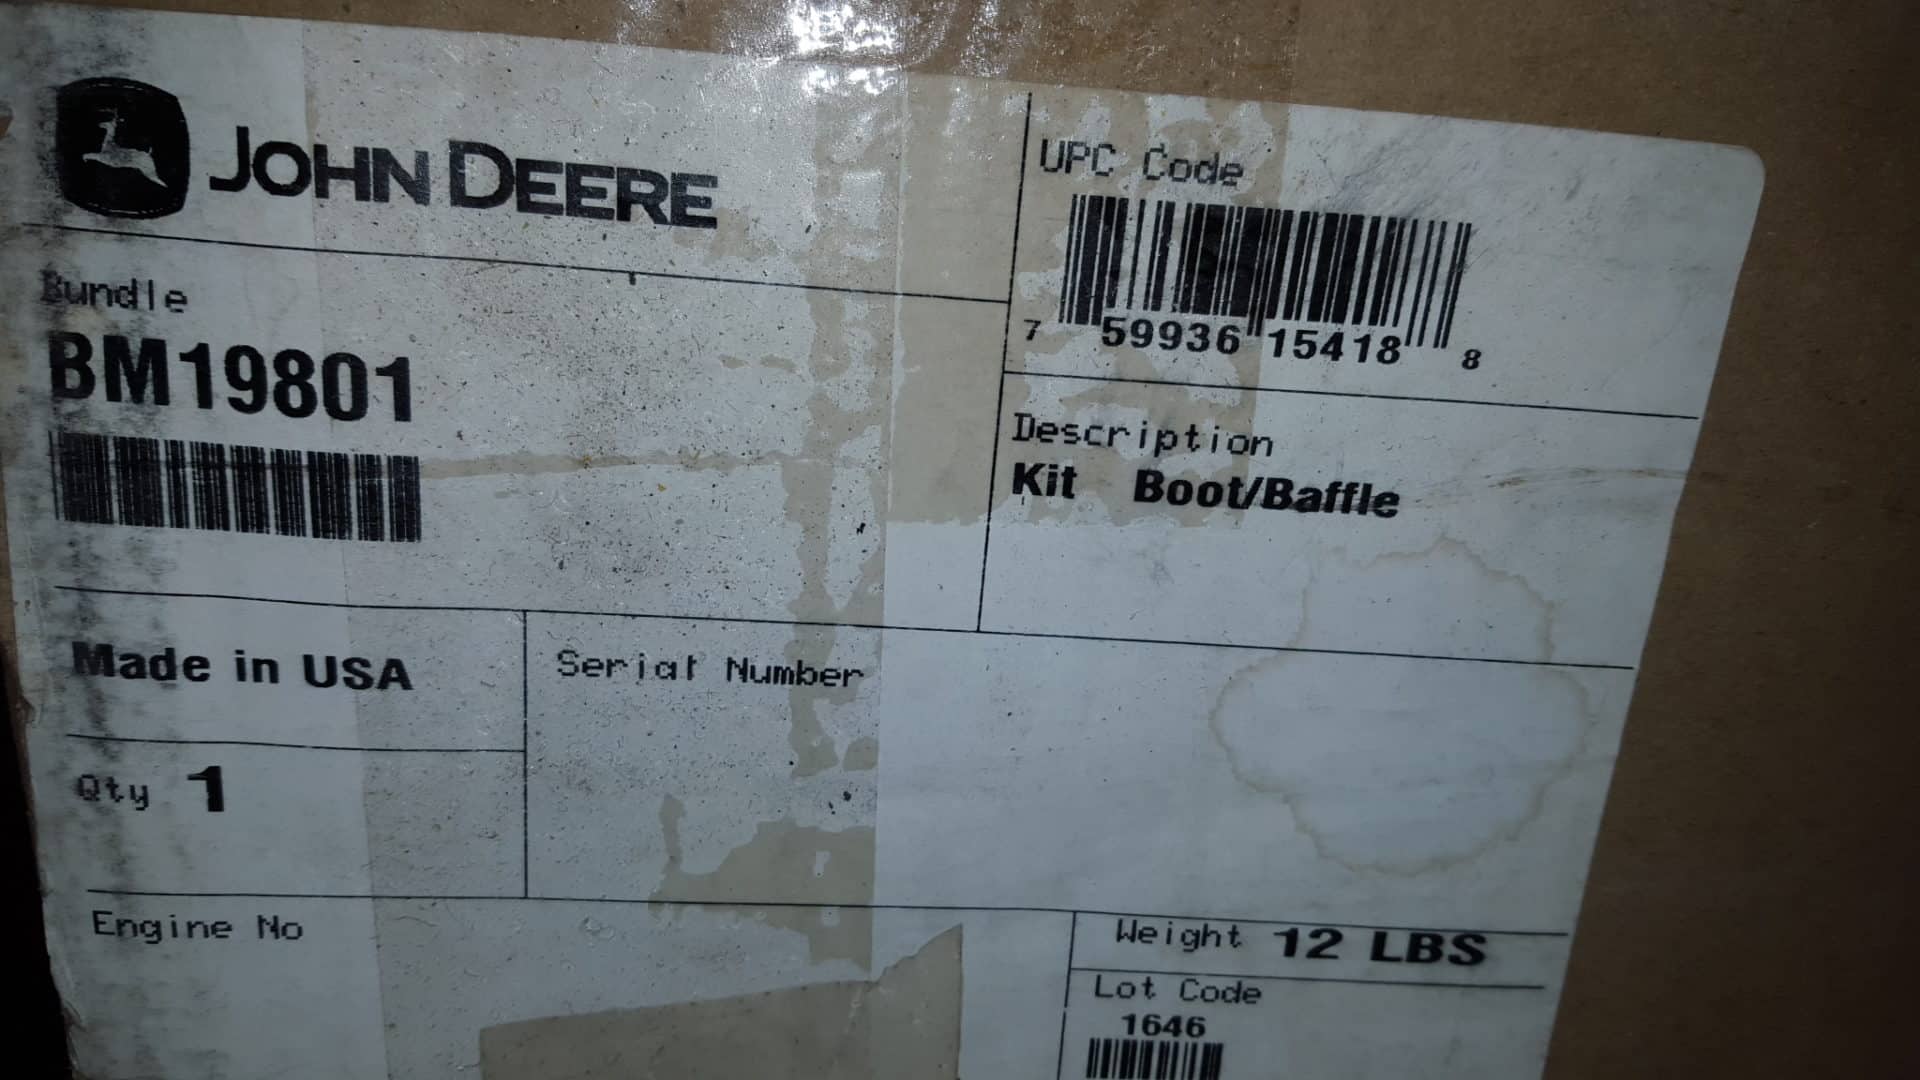 JOHN DEERE
UPC Code
7 59936 15418 8
Bundle
BM19801
Description
Kit Boot/Baffle
Made in USA
Serial Number
Qty 1
Engine No
Weight 12 LBS
Lot Code
1646